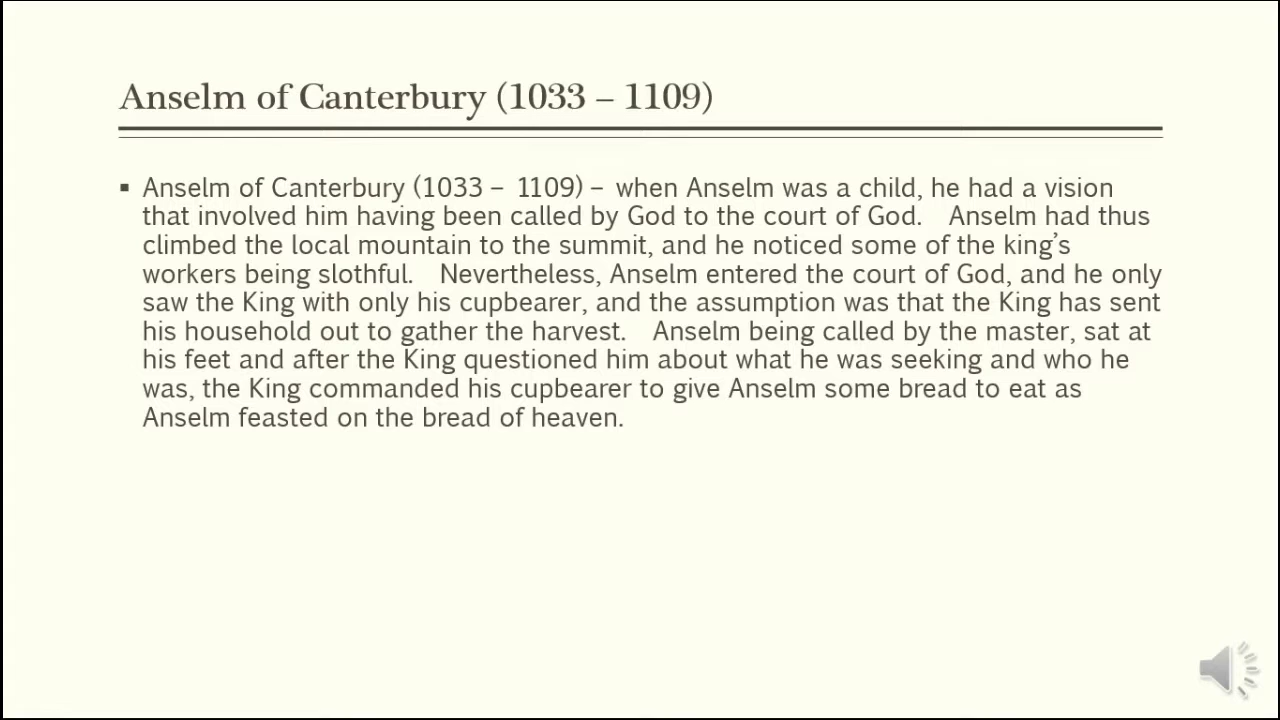 Anselm of Canterbury (1033 – 1109)
▪ Anselm of Canterbury (1033 – 1109) – when Anselm was a child, he had a vision
that involved him having been called by God to the court of God. Anselm had thus
climbed the local mountain to the summit, and he noticed some of the king’s
workers being slothful. Nevertheless, Anselm entered the court of God, and he only
saw the King with only his cupbearer, and the assumption was that the King has sent
his household out to gather the harvest. Anselm being called by the master, sat at
his feet and after the King questioned him about what he was seeking and who he
was, the King commanded his cupbearer to give Anselm some bread to eat as
Anselm feasted on the bread of heaven.